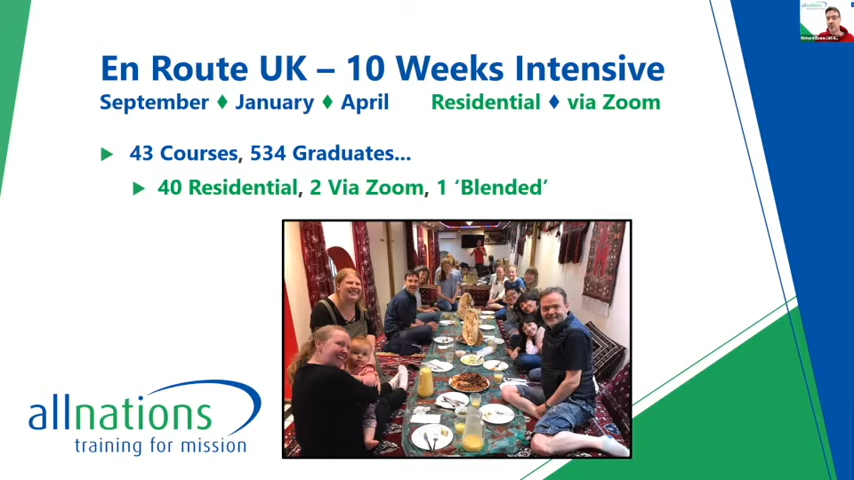 En Route UK – 10 Weeks Intensive
September ♦ January ♦ April Residential ♦ via Zoom
43 Courses, 534 Graduates...
40 Residential, 2 Via Zoom, 1 ‘Blended’
allnations
training for mission
allnations